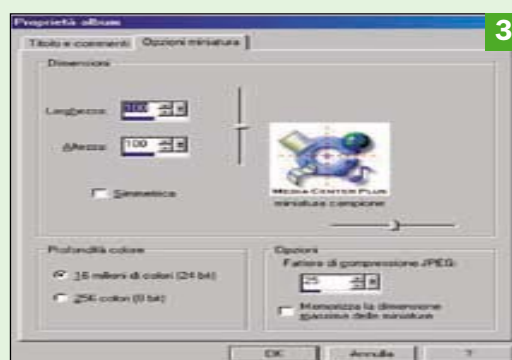 3
Proprietà album
Titolo e commenti Opzioni miniatura
Dimensioni
Larghezza: 100
Altezza: 100
Simmetrica
MEDIA CENTER PLUS
miniatura campione
Profondità colore
16 milioni di colori (24 bit)
256 colori (8 bit)
Opzioni
Fattore di compressione JPEG:
25
Memorizza la dimensione
massima delle miniature
OK Annulla ?